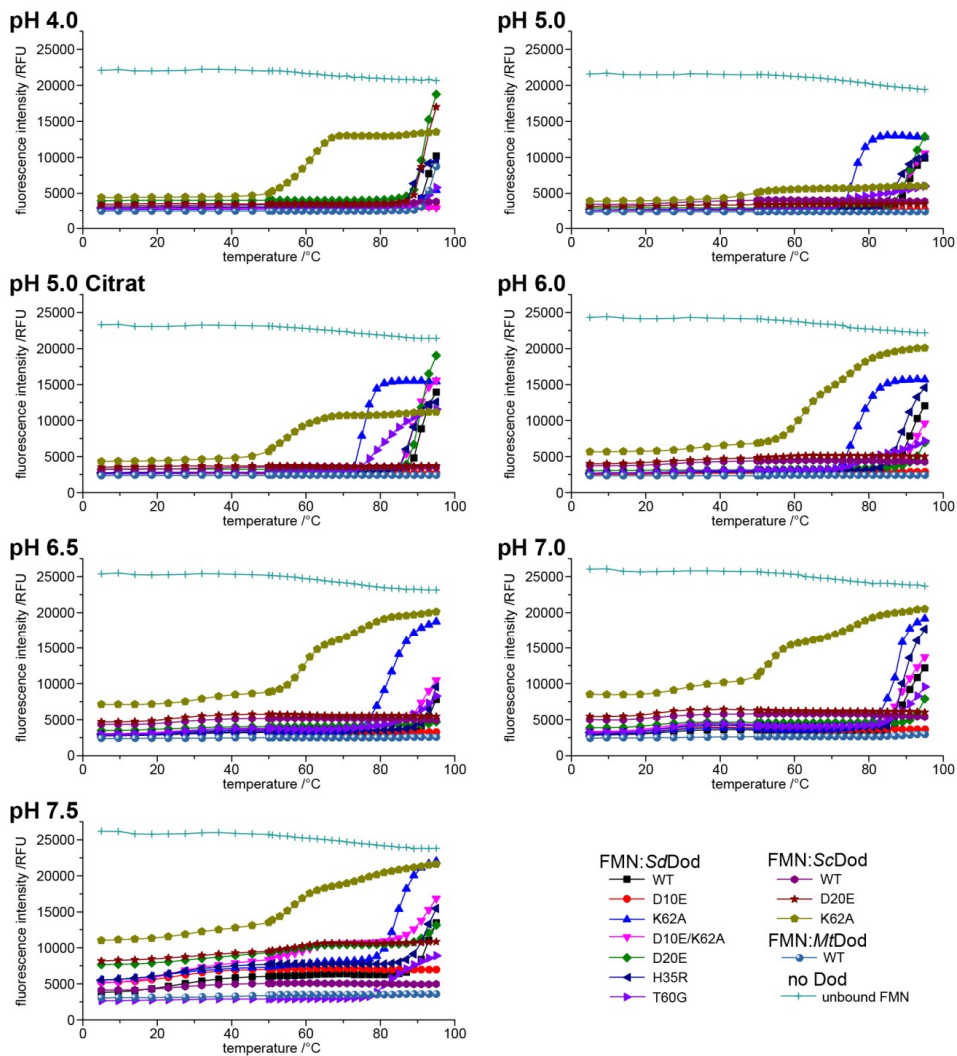 pH 4.0
fluorescence intensity /RFU
25000
20000
15000
10000
5000
0
0 20 40 60 80 100
temperature /°C
pH 5.0
fluorescence intensity /RFU
25000
20000
15000
10000
5000
0
0 20 40 60 80 100
temperature /°C
pH 5.0 Citrat
fluorescence intensity /RFU
25000
20000
15000
10000
5000
0
0 20 40 60 80 100
temperature /°C
pH 6.0
fluorescence intensity /RFU
25000
20000
15000
10000
5000
0
0 20 40 60 80 100
temperature /°C
pH 6.5
fluorescence intensity /RFU
25000
20000
15000
10000
5000
0
0 20 40 60 80 100
temperature /°C
pH 7.0
fluorescence intensity /RFU
25000
20000
15000
10000
5000
0
0 20 40 60 80 100
temperature /°C
pH 7.5
fluorescence intensity /RFU
25000
20000
15000
10000
5000
0
0 20 40 60 80 100
temperature /°C
FMN:SdDod
WT
D10E
K62A
D10E/K62A
D20E
H35R
T60G
FMN:ScDod
WT
D20E
K62A
FMN:MtDod
WT
no Dod
unbound FMN